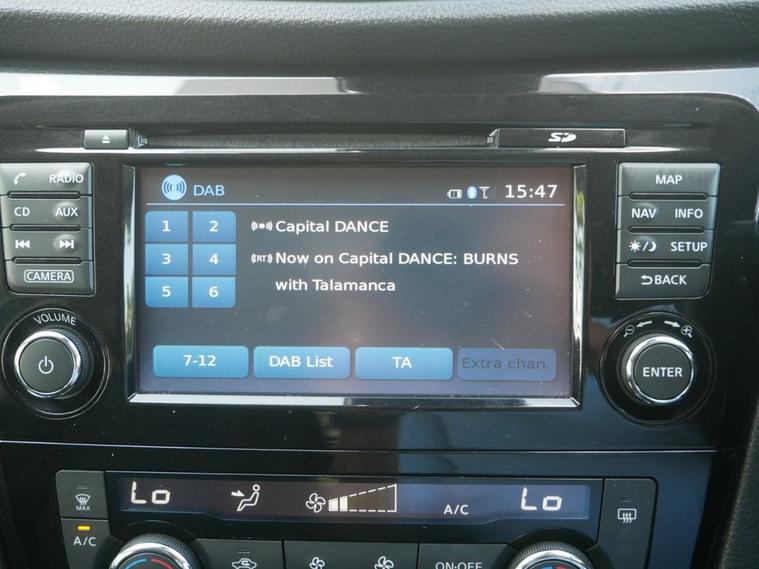 SD
RADIO
CD AUX
CAMERA
VOLUME
DAB
15:47
1 2
3 4
5 6
Capital DANCE
(RT) Now on Capital DANCE: BURNS
with Talamanca
7-12 DAB List TA Extra chan.
MAP
NAV INFO
SETUP
BACK
ENTER
MAX
A/C
Lo A/C Lo
ON·OFF